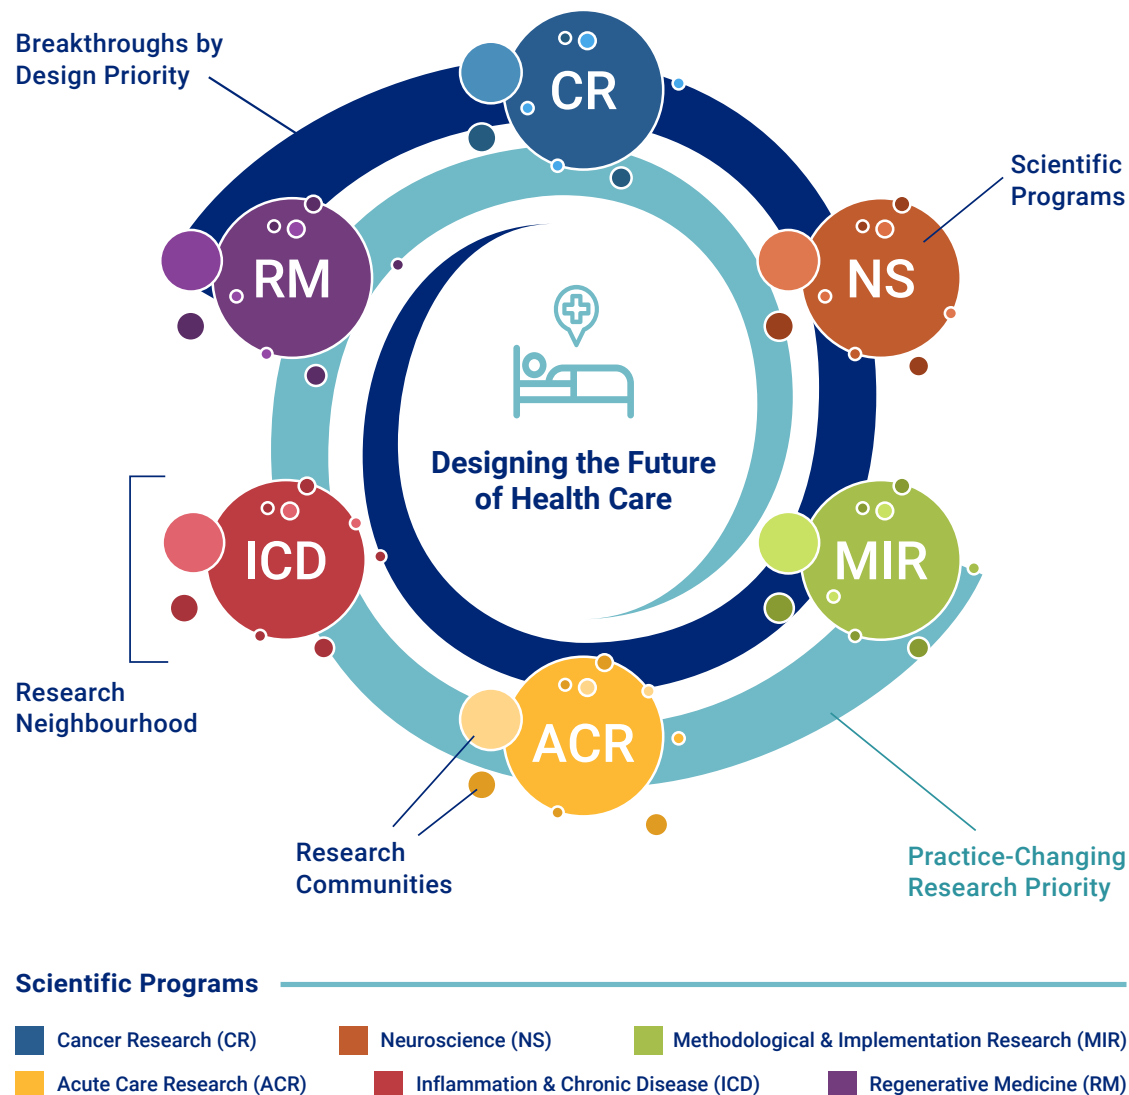 Breakthroughs by
Design Priority
CR
Scientific
Programs
RM
NS
Designing the Future
of Health Care
ICD
MIR
Research
Neighbourhood
ACR
Research
Communities
Practice-Changing
Research Priority
Scientific Programs
Cancer Research (CR)
Neuroscience (NS)
Methodological & Implementation Research (MIR)
Acute Care Research (ACR)
Inflammation & Chronic Disease (ICD)
Regenerative Medicine (RM)